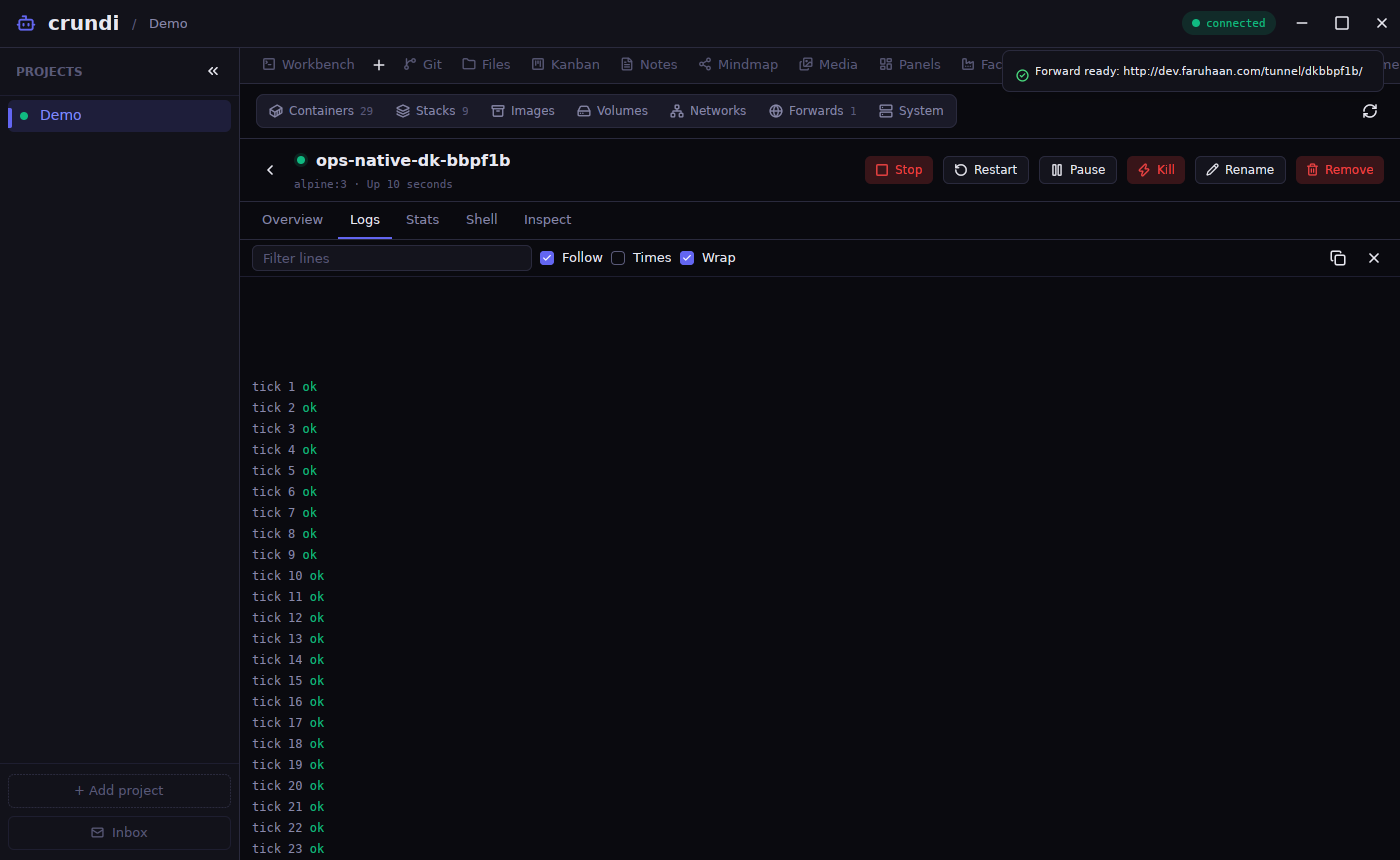 crundi / Demo
connected
PROJECTS
Workbench
Git
Files
Kanban
Notes
Mindmap
Media
Panels
Forward ready: http://dev.faruhaan.com/tunnel/dkbbpf1b/
Demo
Containers 29
Stacks 9
Images
Volumes
Networks
Forwards 1
System
ops-native-dk-bbpf1b
alpine:3 · Up 10 seconds
Stop
Restart
Pause
Kill
Rename
Remove
Overview
Logs
Stats
Shell
Inspect
Filter lines
Follow
Times
Wrap
tick 1 ok
tick 2 ok
tick 3 ok
tick 4 ok
tick 5 ok
tick 6 ok
tick 7 ok
tick 8 ok
tick 9 ok
tick 10 ok
tick 11 ok
tick 12 ok
tick 13 ok
tick 14 ok
tick 15 ok
tick 16 ok
tick 17 ok
tick 18 ok
tick 19 ok
tick 20 ok
tick 21 ok
tick 22 ok
tick 23 ok
+ Add project
Inbox